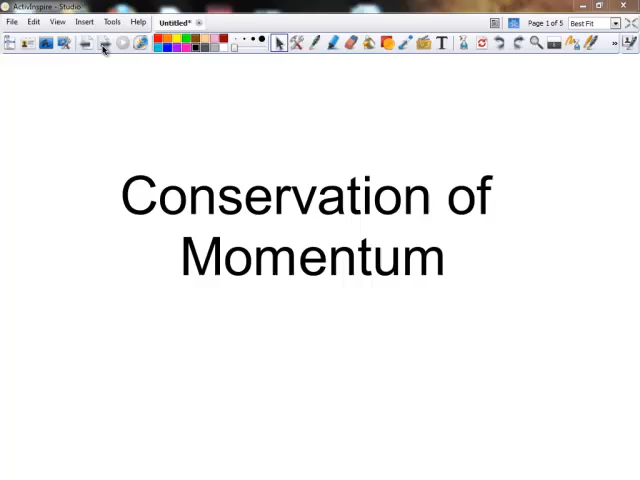 ActivInspire - Studio
File Edit View Insert Tools Help Untitled* Page 1 of 5 Best Fit
T »
Conservation of
Momentum